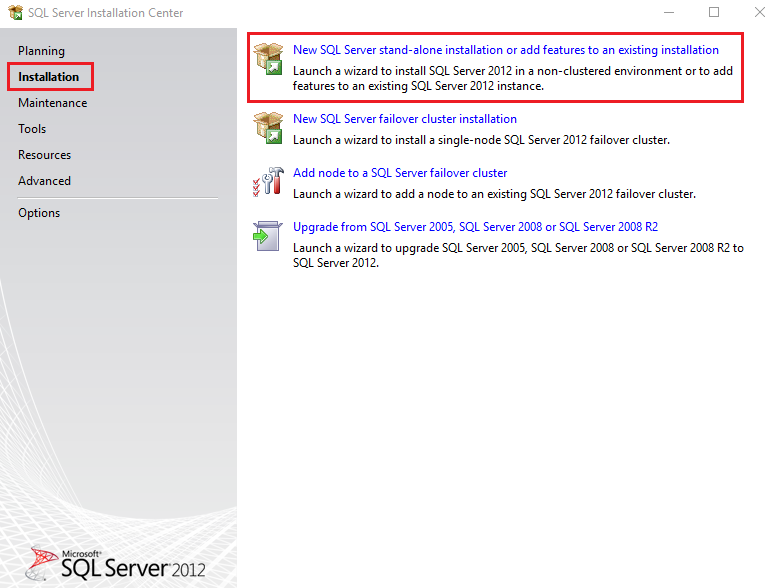 SQL Server Installation Center
Planning
Installation
Maintenance
Tools
Resources
Advanced
Options
New SQL Server stand-alone installation or add features to an existing installation
Launch a wizard to install SQL Server 2012 in a non-clustered environment or to add
features to an existing SQL Server 2012 instance.
New SQL Server failover cluster installation
Launch a wizard to install a single-node SQL Server 2012 failover cluster.
Add node to a SQL Server failover cluster
Launch a wizard to add a node to an existing SQL Server 2012 failover cluster.
Upgrade from SQL Server 2005, SQL Server 2008 or SQL Server 2008 R2
Launch a wizard to upgrade SQL Server 2005, SQL Server 2008 or SQL Server 2008 R2 to
SQL Server 2012.
Microsoft®
SQL Server® 2012